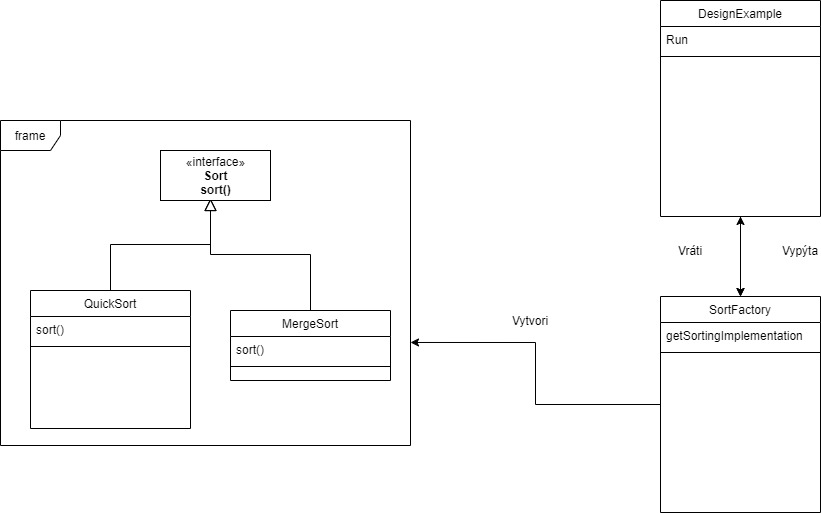 DesignExample
Run
frame
«interface»
Sort
sort()
Vráti
Vypýta
QuickSort
sort()
MergeSort
sort()
Vytvori
SortFactory
getSortingImplementation